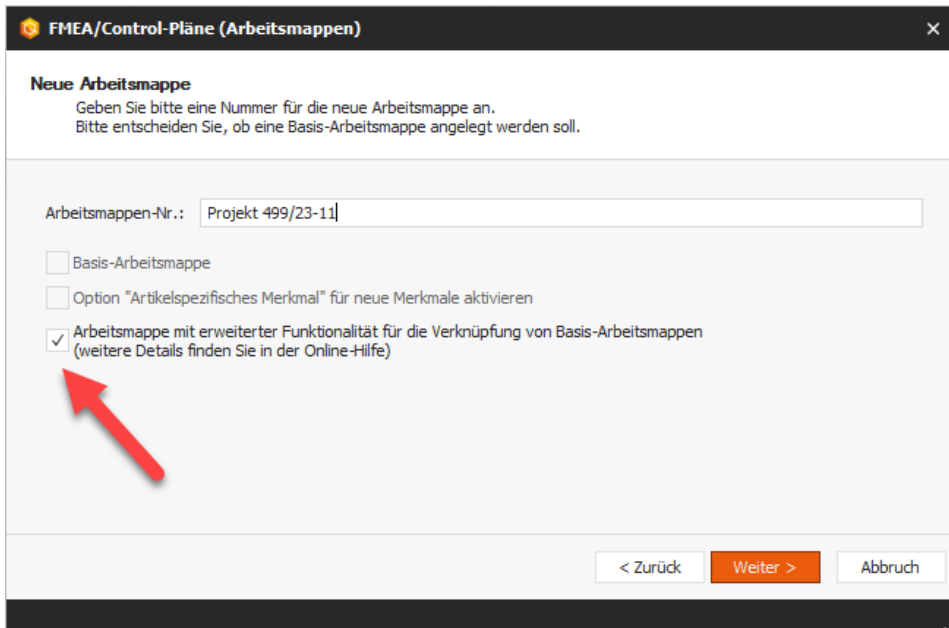 FMEA/Control-Pläne (Arbeitsmappen)
Neue Arbeitsmappe
Geben Sie bitte eine Nummer für die neue Arbeitsmappe an.
Bitte entscheiden Sie, ob eine Basis-Arbeitsmappe angelegt werden soll.
Arbeitsmappen-Nr.: Projekt 499/23-11
Basis-Arbeitsmappe
Option "Artikelspezifisches Merkmal" für neue Merkmale aktivieren
Arbeitsmappe mit erweiterter Funktionalität für die Verknüpfung von Basis-Arbeitsmappen
(weitere Details finden Sie in der Online-Hilfe)
< Zurück Weiter > Abbruch